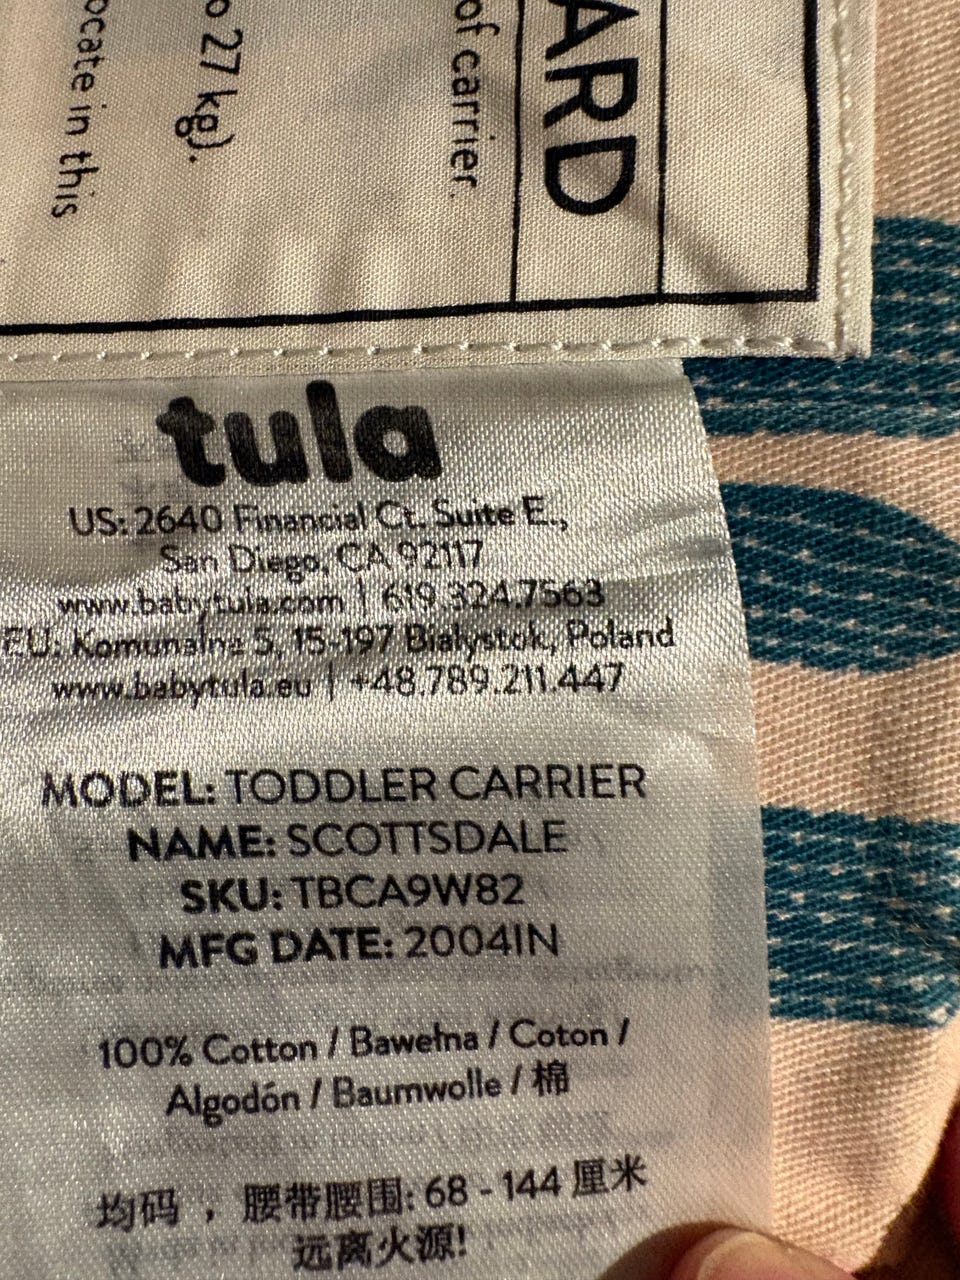 ARD
of carrier.
o 27 kg).
ocate in this
tula
US: 2640 Financial Ct. Suite E.,
San Diego, CA 92117
www.babytula.com | 619.324.7563
EU: Komunalna 5, 15-197 Białystok, Poland
www.babytula.eu | +48.789.211.447
MODEL: TODDLER CARRIER
NAME: SCOTTSDALE
SKU: TBCA9W82
MFG DATE: 2004IN
100% Cotton / Bawełna / Coton /
Algodón / Baumwolle / 棉
均码 ，腰带腰围: 68 - 144 厘米
远离火源!